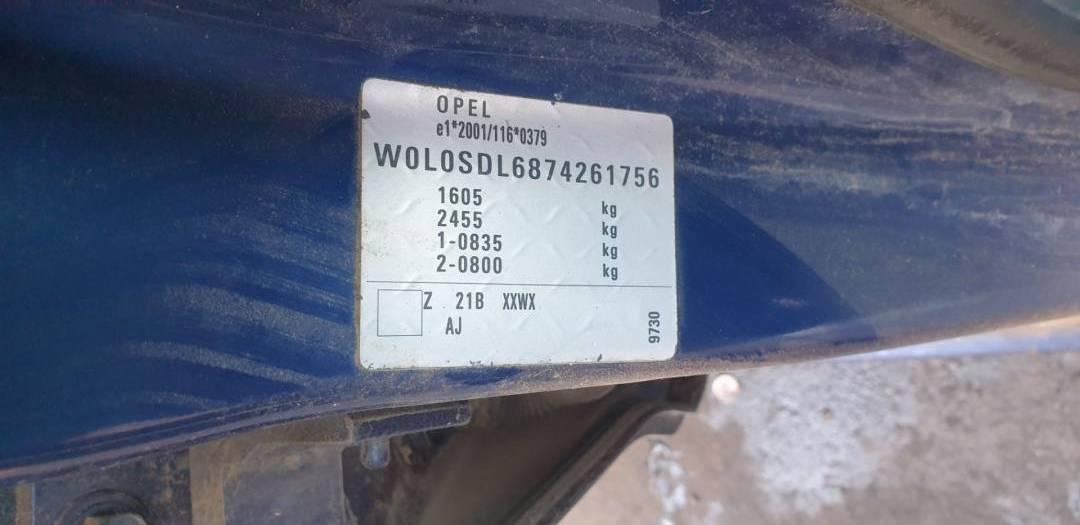 OPEL
e1*2001/116*0379
W0L0SDL6874261756
1605 kg
2455 kg
1-0835 kg
2-0800 kg
Z 21B XXWX
AJ
9730